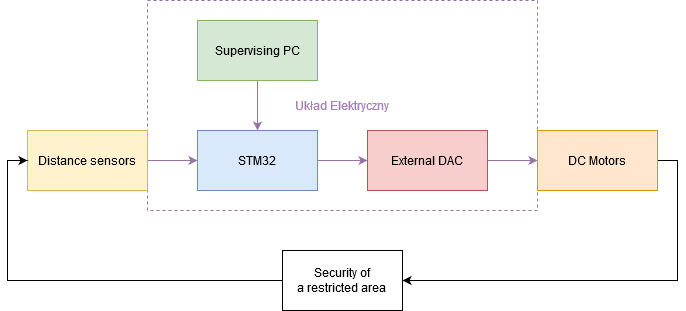 Supervising PC
Układ Elektryczny
Distance sensors
STM32
External DAC
DC Motors
Security of
a restricted area